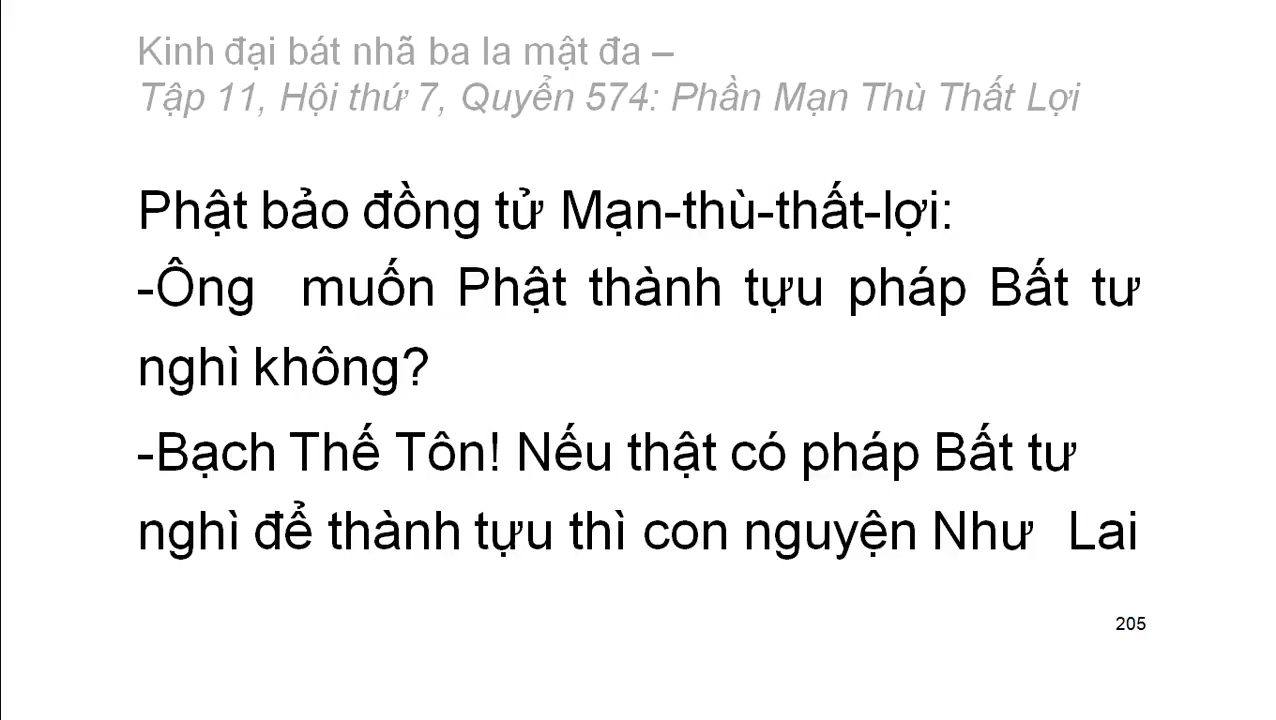 Kinh đại bát nhã ba la mật đa –
Tập 11, Hội thứ 7, Quyển 574: Phần Mạn Thù Thất Lợi
Phật bảo đồng tử Mạn-thù-thất-lợi:
-Ông muốn Phật thành tựu pháp Bất tư
nghì không?
-Bạch Thế Tôn! Nếu thật có pháp Bất tư
nghì để thành tựu thì con nguyện Như Lai
205